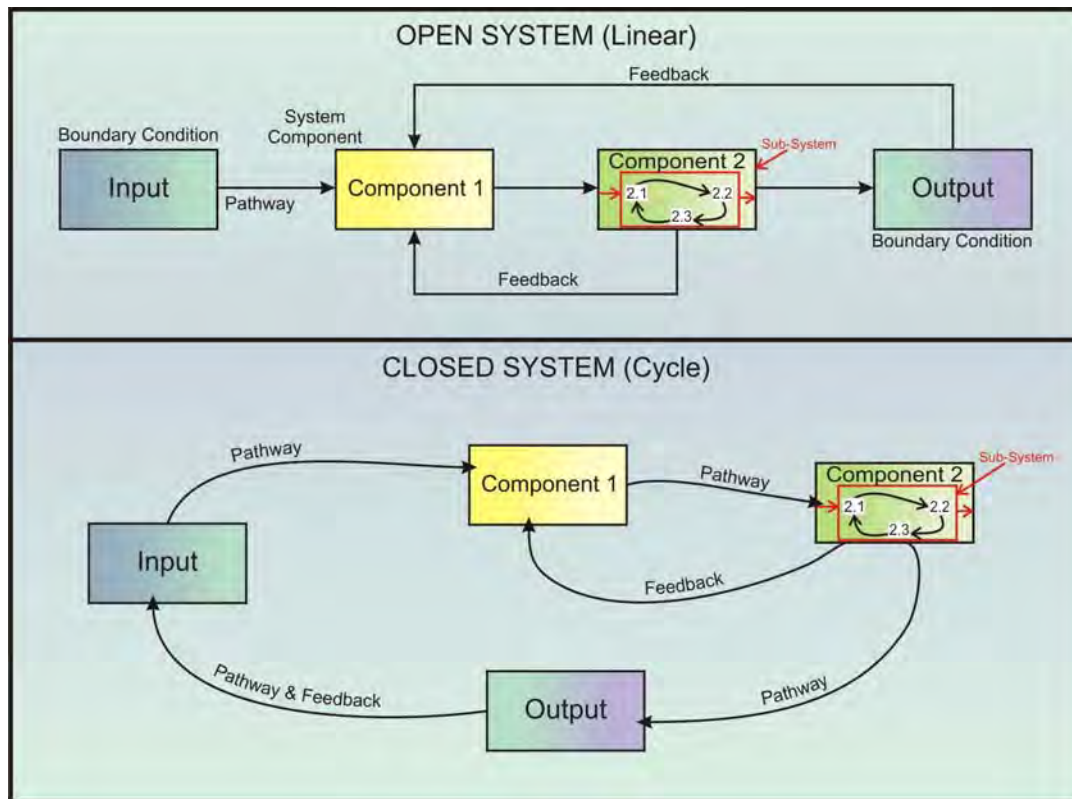 OPEN SYSTEM (Linear)
Feedback
System
Component
Boundary Condition
Input
Pathway
Component 1
Component 2
Sub-System
2.1
2.2
2.3
Output
Boundary Condition
Feedback
CLOSED SYSTEM (Cycle)
Pathway
Component 1
Pathway
Component 2
Sub-System
2.1
2.2
2.3
Input
Feedback
Pathway & Feedback
Output
Pathway